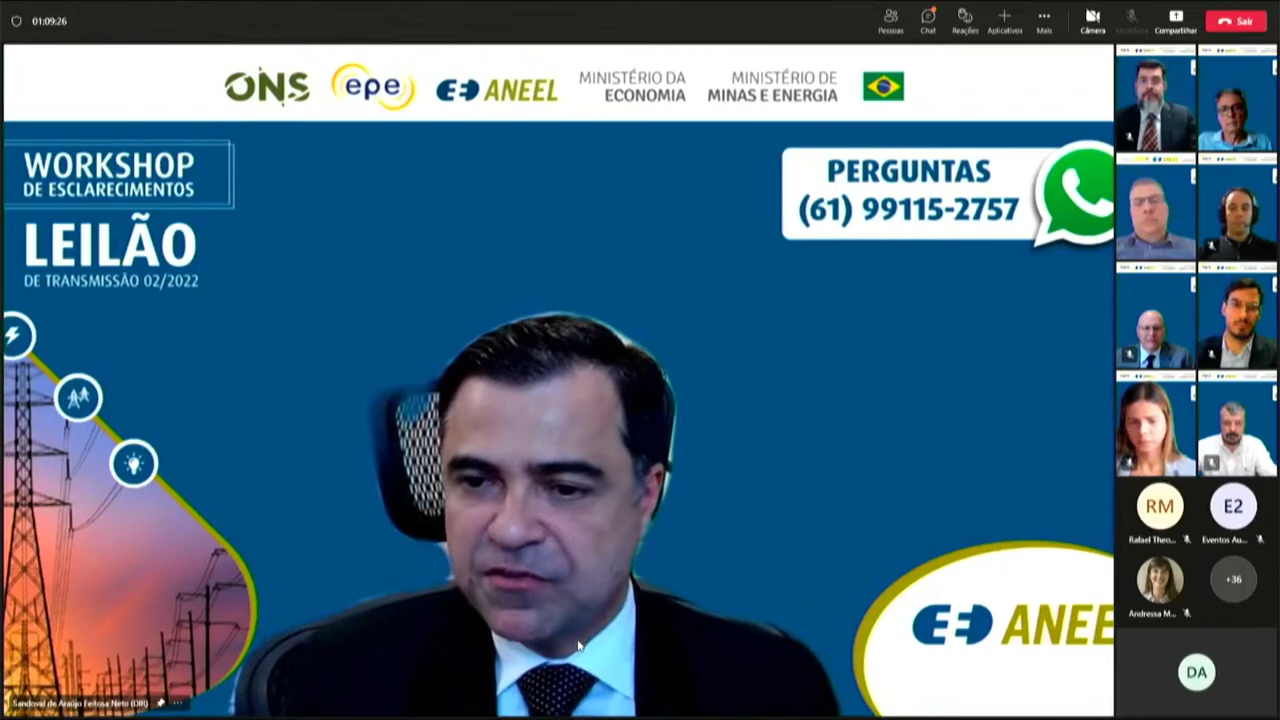 01:09:26
Pessoas
Chat
Reações
Aplicativos
Mais
Câmera
Compartilhar
Sair
ONS
epe
ANEEL
MINISTÉRIO DA
ECONOMIA
MINISTÉRIO DE
MINAS E ENERGIA
WORKSHOP
DE ESCLARECIMENTOS
LEILÃO
DE TRANSMISSÃO 02/2022
PERGUNTAS
(61) 99115-2757
ANEE
RM
Rafael Theo...
E2
Eventos Au...
Andressa M...
+36
DA
Sandoval de Araújo Feitosa Neto (DIR)